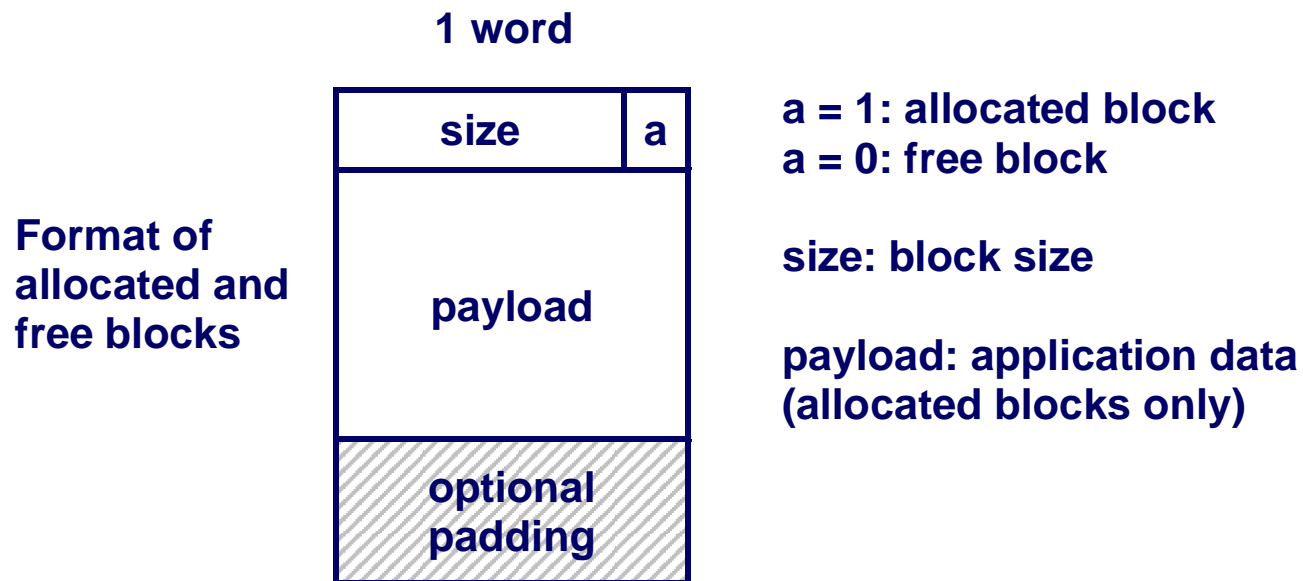 1 word
size
a
a = 1: allocated block
a = 0: free block
Format of
allocated and
free blocks
size: block size
payload
payload: application data
(allocated blocks only)
optional
padding